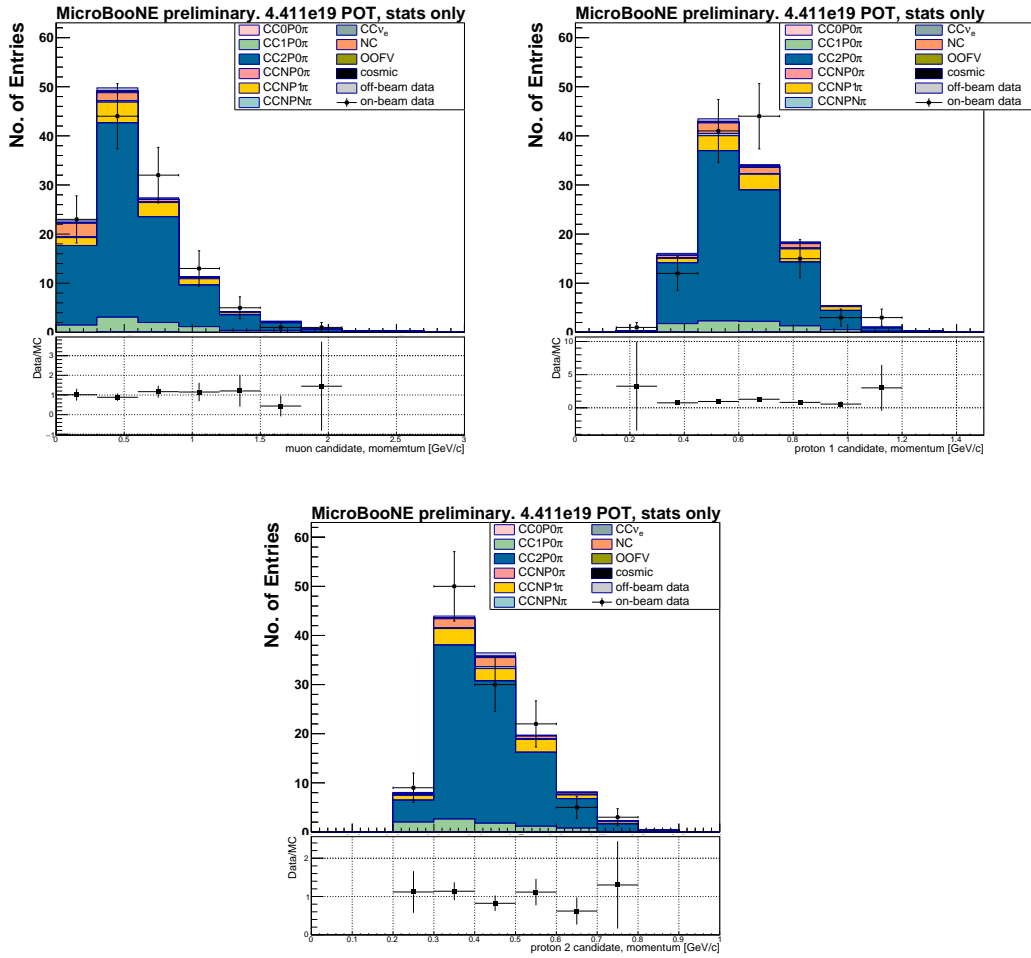 MicroBooNE preliminary. 4.411e19 POT, stats only
No. of Entries
60
50
40
30
20
10
0
CC0P0π
CC1P0π
CC2P0π
CCNP0π
CCNP1π
CCNPNπ
CCνe
NC
OOFV
cosmic
off-beam data
on-beam data
Data/MC
3
2
1
0
−1
0
0.5
1
1.5
2
2.5
3
muon candidate, momemtum [GeV/c]
MicroBooNE preliminary. 4.411e19 POT, stats only
No. of Entries
60
50
40
30
20
10
0
CC0P0π
CC1P0π
CC2P0π
CCNP0π
CCNP1π
CCNPNπ
CCνe
NC
OOFV
cosmic
off-beam data
on-beam data
Data/MC
10
5
0
0
0.2
0.4
0.6
0.8
1
1.2
1.4
proton 1 candidate, momentum [GeV/c]
MicroBooNE preliminary. 4.411e19 POT, stats only
No. of Entries
60
50
40
30
20
10
0
CC0P0π
CC1P0π
CC2P0π
CCNP0π
CCNP1π
CCNPNπ
CCνe
NC
OOFV
cosmic
off-beam data
on-beam data
Data/MC
2
1
0
0
0.1
0.2
0.3
0.4
0.5
0.6
0.7
0.8
0.9
1
proton 2 candidate, momentum [GeV/c]